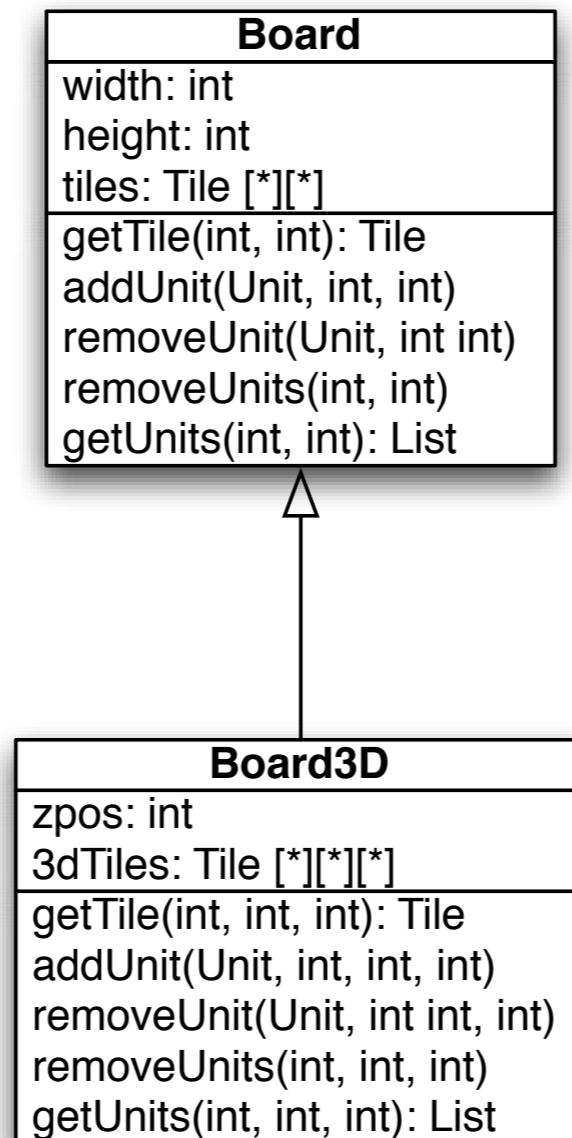 Board
width: int
height: int
tiles: Tile [*][*]
getTile(int, int): Tile
addUnit(Unit, int, int)
removeUnit(Unit, int int)
removeUnits(int, int)
getUnits(int, int): List
Board3D
zpos: int
3dTiles: Tile [*][*][*]
getTile(int, int, int): Tile
addUnit(Unit, int, int, int)
removeUnit(Unit, int int, int)
removeUnits(int, int, int)
getUnits(int, int, int): List